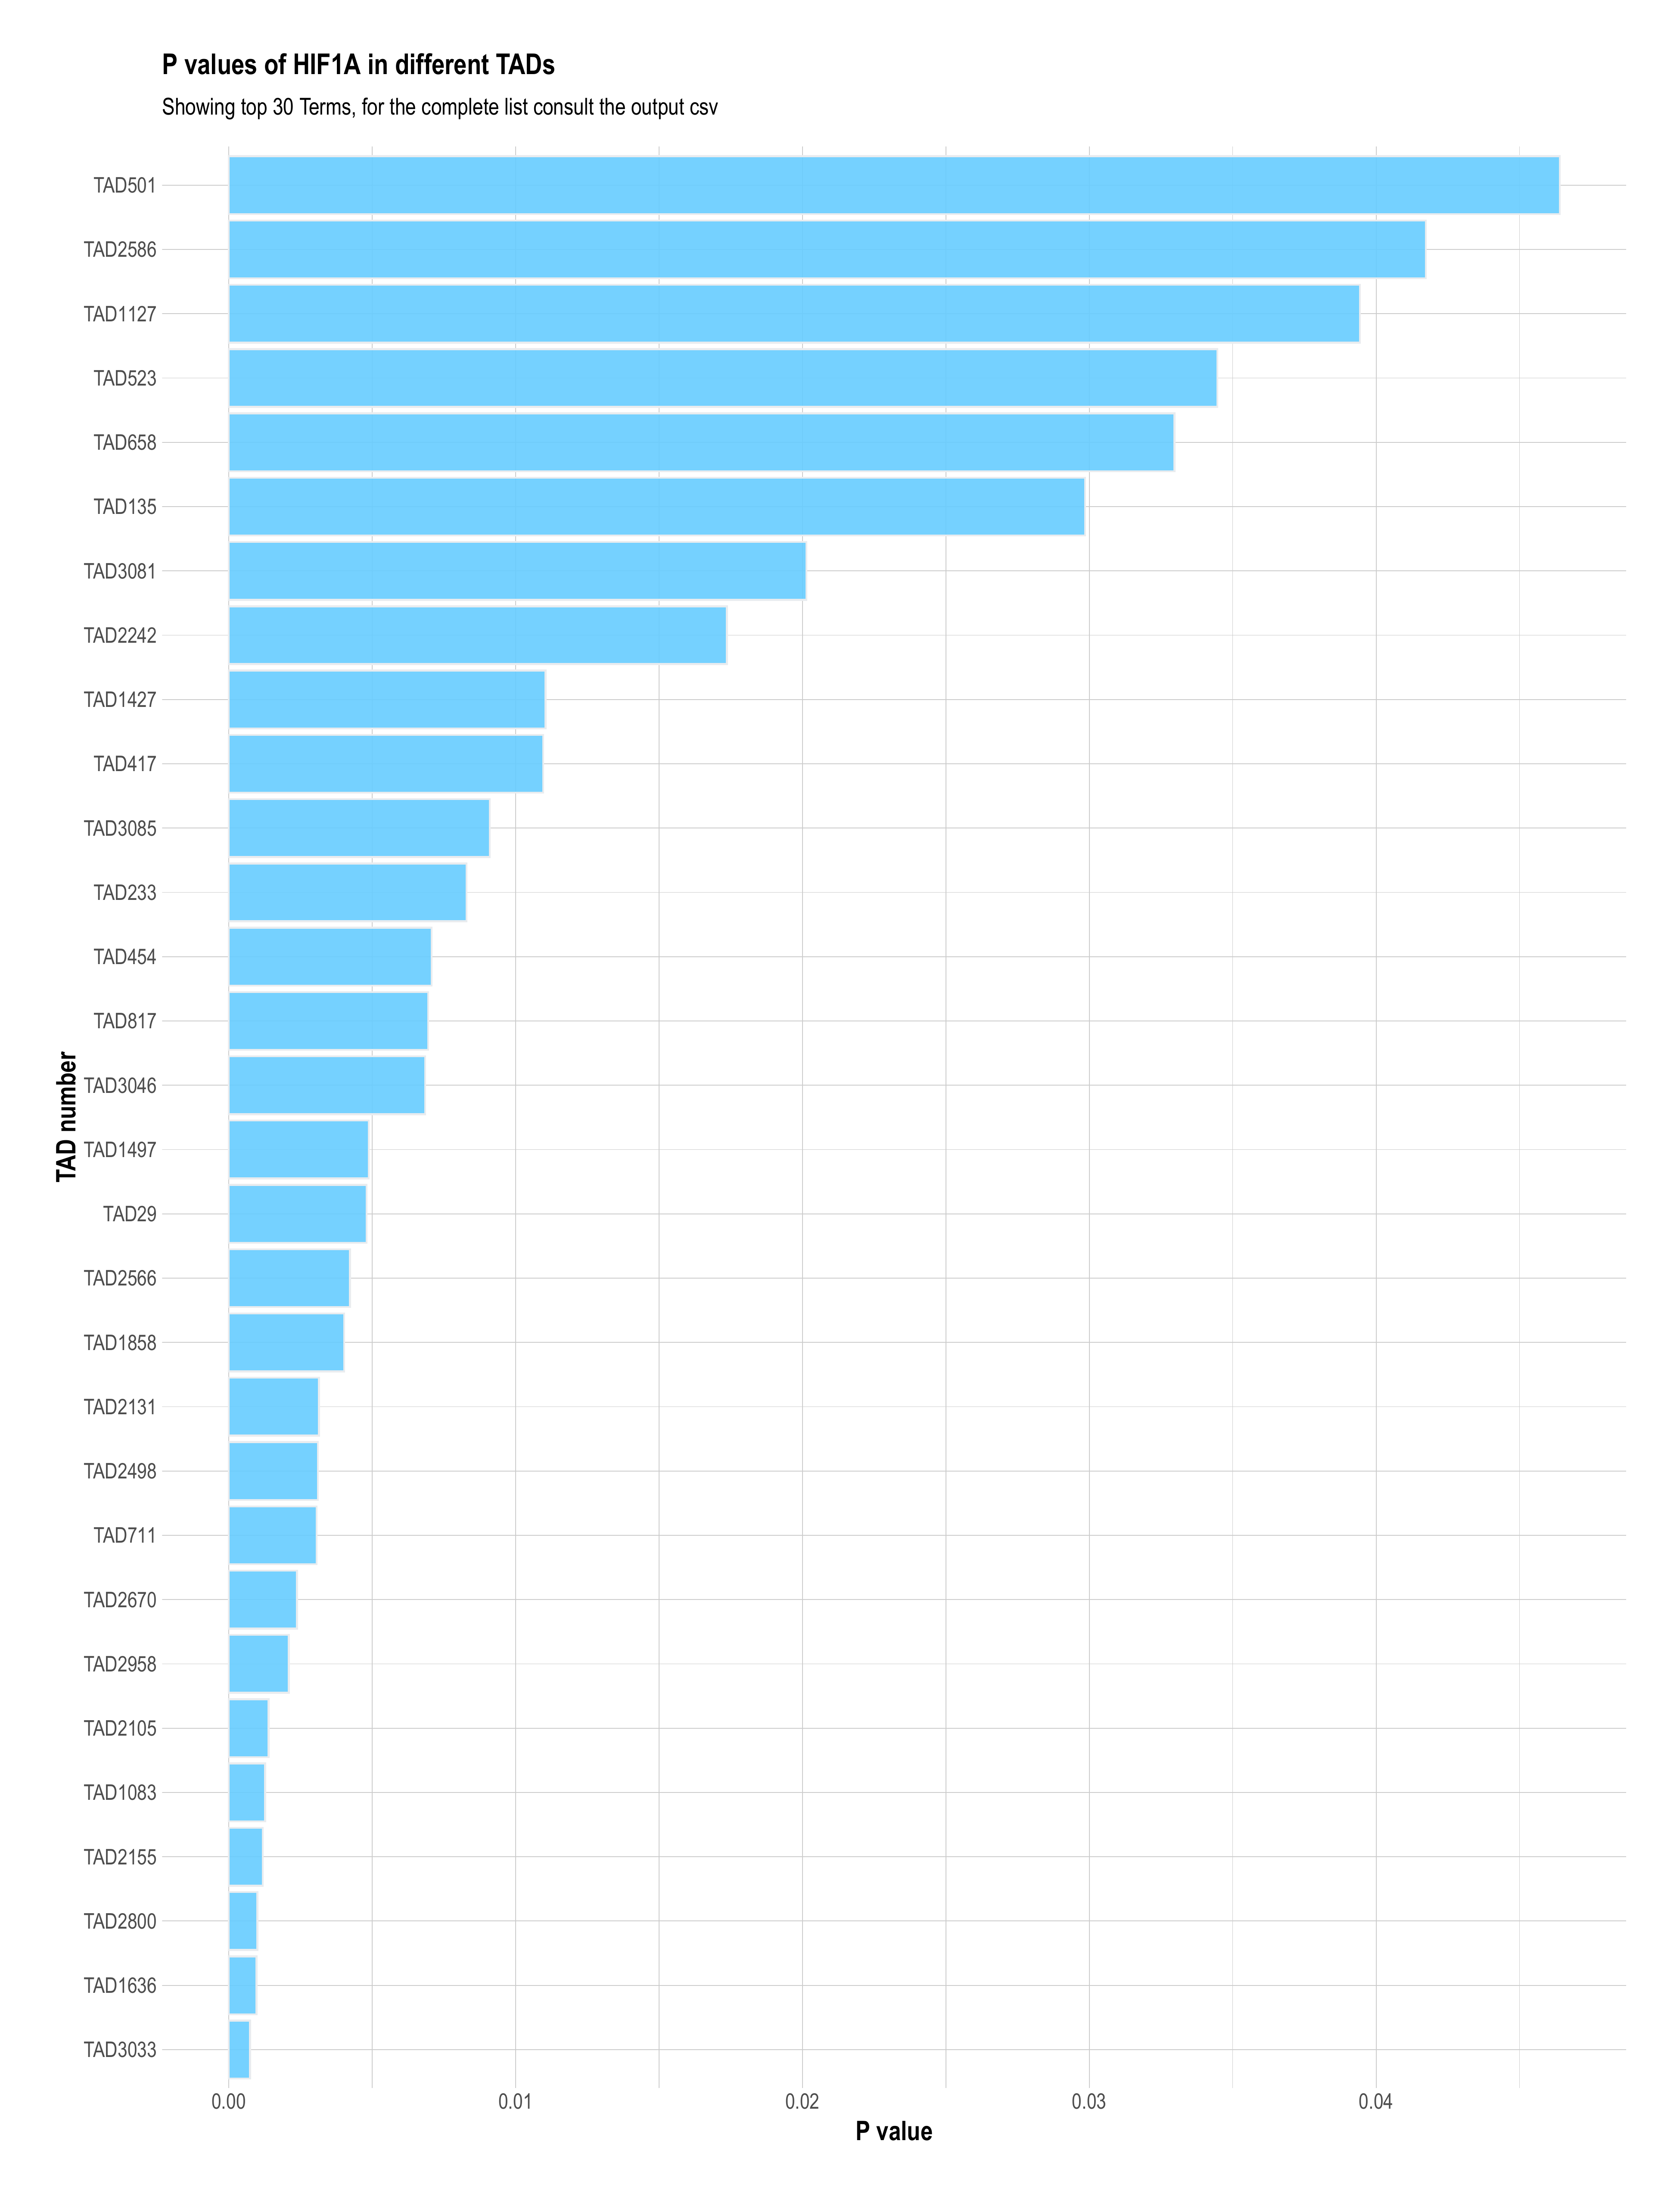 P values of HIF1A in different TADs
Showing top 30 Terms, for the complete list consult the output csv
TAD501
TAD2586
TAD1127
TAD523
TAD658
TAD135
TAD3081
TAD2242
TAD1427
TAD417
TAD3085
TAD233
TAD454
TAD817
TAD3046
TAD1497
TAD29
TAD2566
TAD1858
TAD2131
TAD2498
TAD711
TAD2670
TAD2958
TAD2105
TAD1083
TAD2155
TAD2800
TAD1636
TAD3033
TAD number
0.00 0.01 0.02 0.03 0.04
P value